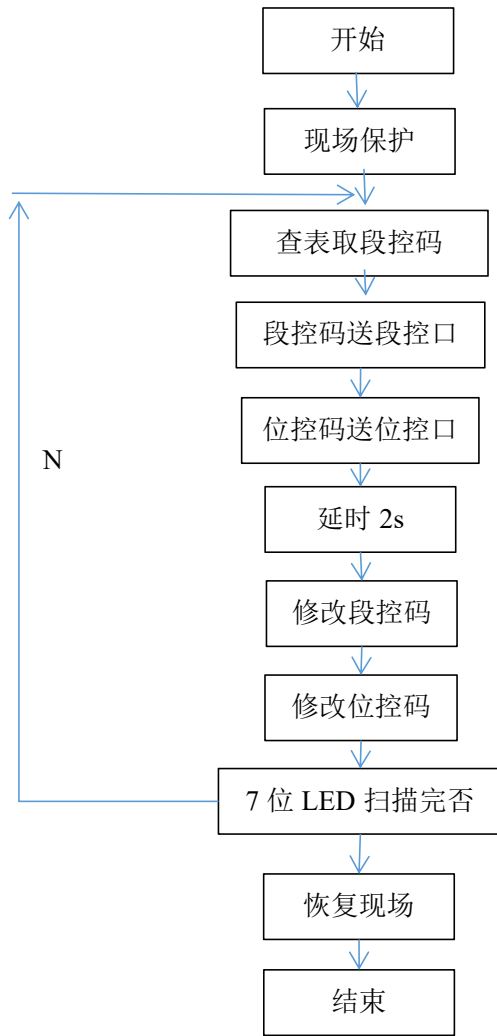 开始
现场保护
查表取段控码
段控码送段控口
位控码送位控口
N
延时 2s
修改段控码
修改位控码
7 位 LED 扫描完否
恢复现场
结束